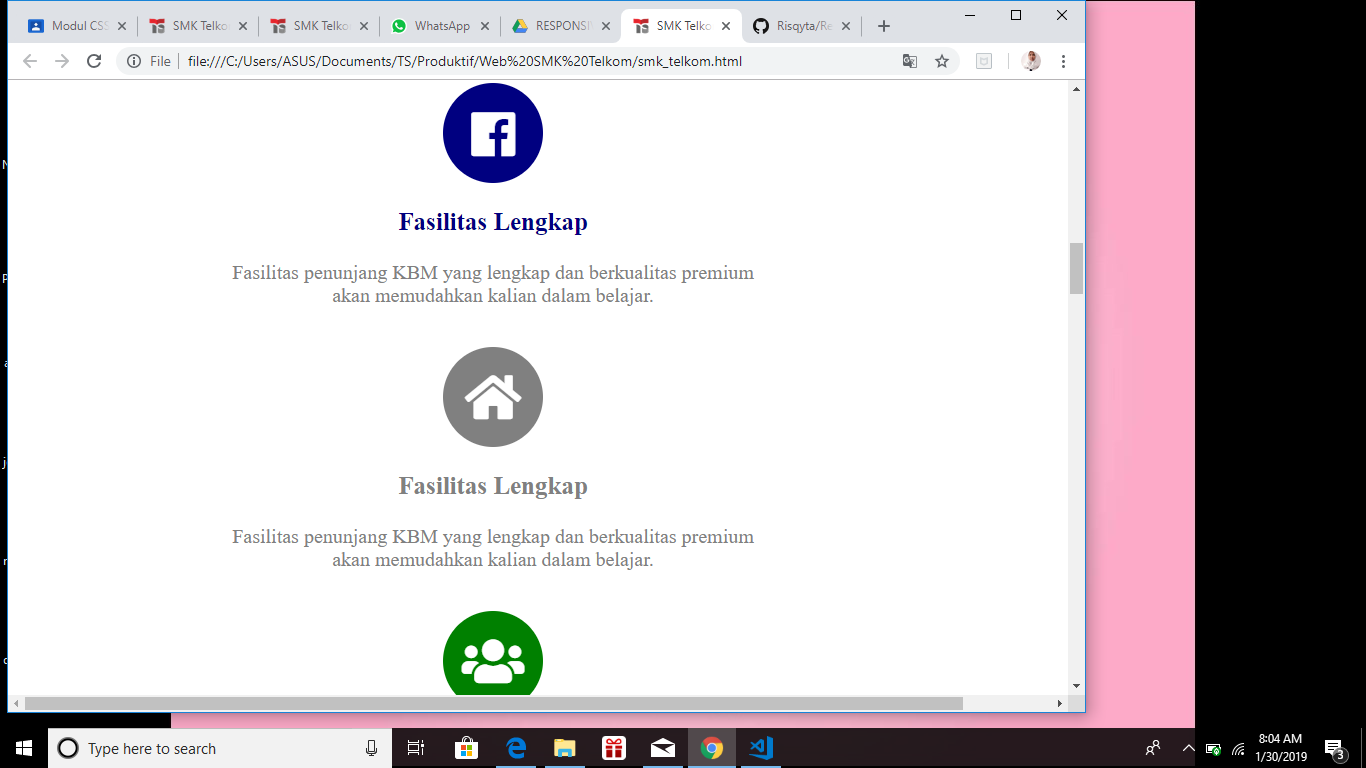 Modul CSS
SMK Telko
SMK Telko
WhatsApp
RESPONSI
SMK Telko
Risqyta/Re
File
file:///C:/Users/ASUS/Documents/TS/Produktif/Web%20SMK%20Telkom/smk_telkom.html
Fasilitas Lengkap
Fasilitas penunjang KBM yang lengkap dan berkualitas premium
akan memudahkan kalian dalam belajar.
Fasilitas Lengkap
Fasilitas penunjang KBM yang lengkap dan berkualitas premium
akan memudahkan kalian dalam belajar.
Type here to search
8:04 AM
1/30/2019
3